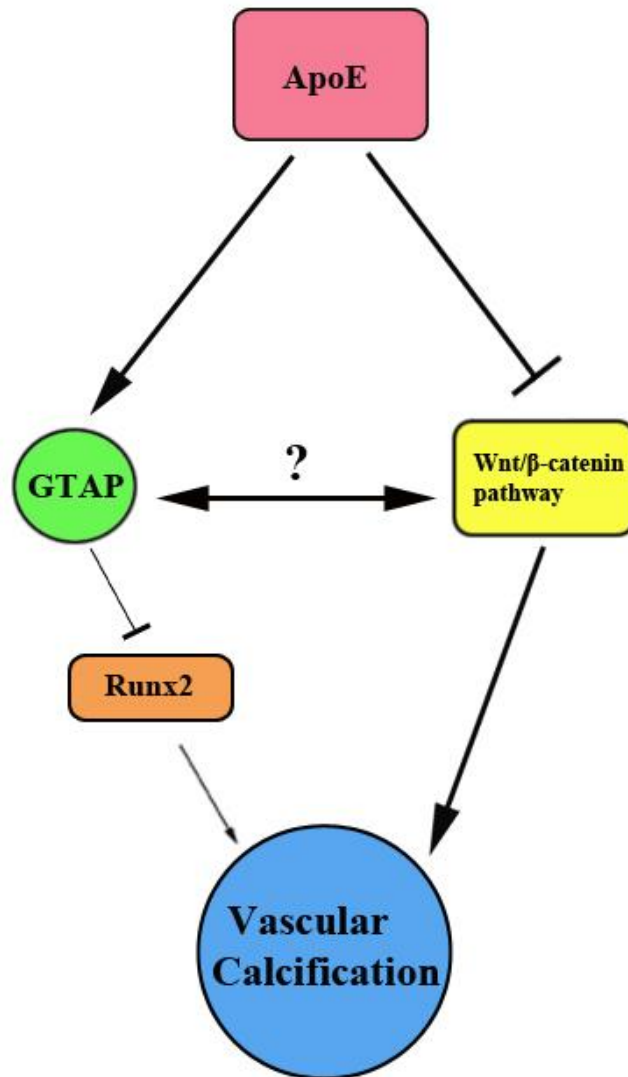 ApoE
?
GTAP
Wnt/β-catenin
pathway
Runx2
Vascular
Calcification